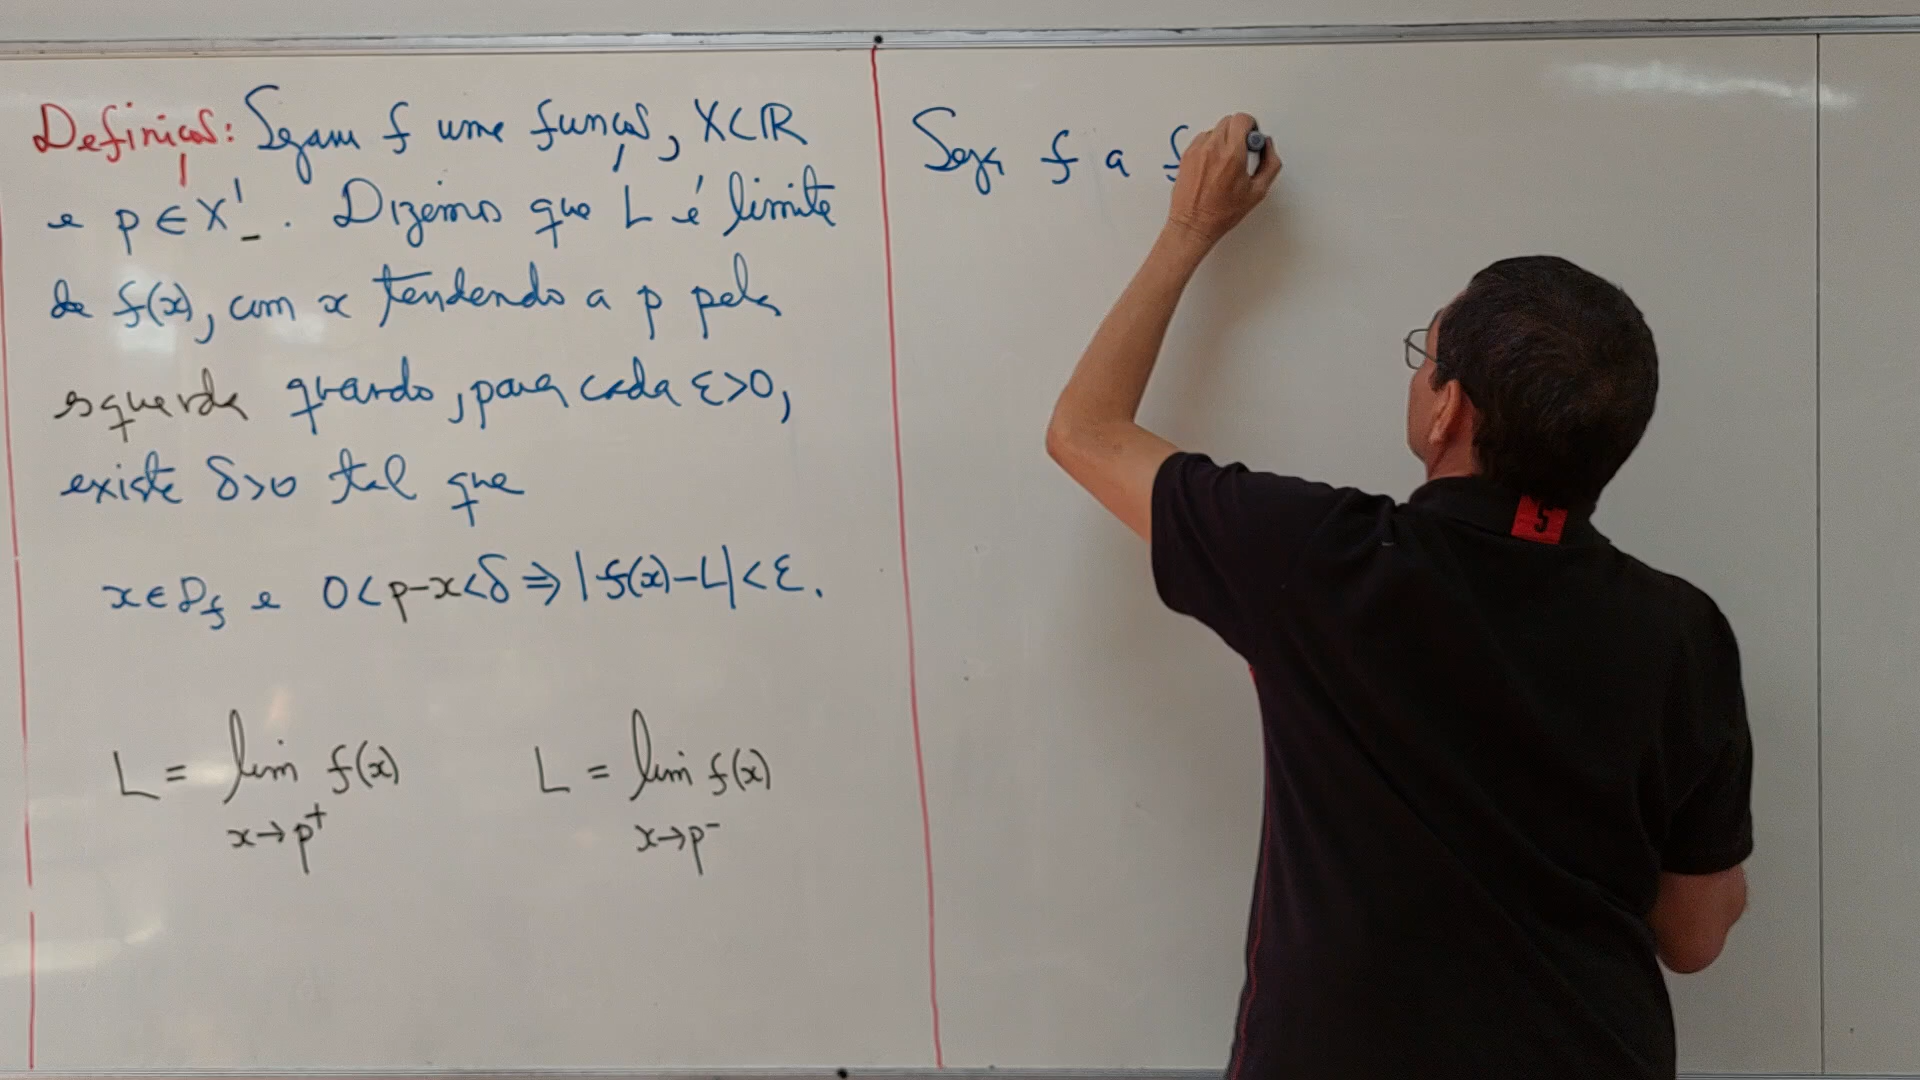 Definição: Sejam f uma função, X⊂ℝ
e p∈X'₋. Dizemos que L é limite
de f(x), com x tendendo a p pela
esquerda quando, para cada ε>0,
existe δ>0 tal que
x∈D_f e 0<p-x<δ ⇒ |f(x)-L|<ε.
L = lim f(x)
x→p⁺
L = lim f(x)
x→p⁻
Seja f a f
5